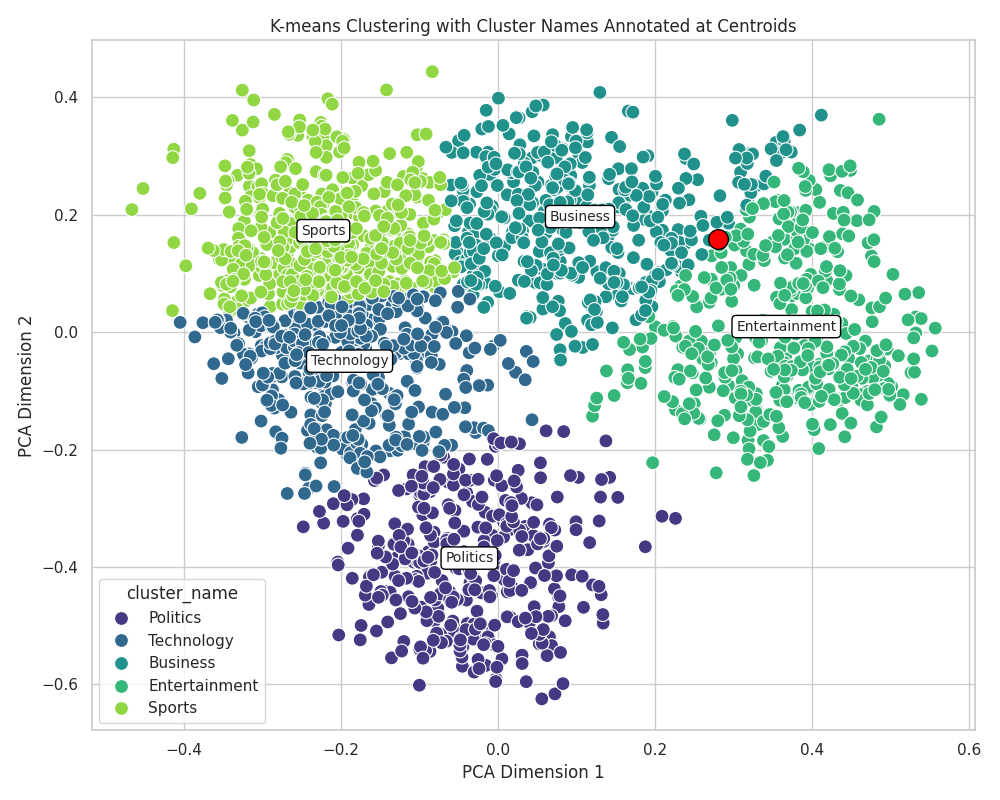 K-means Clustering with Cluster Names Annotated at Centroids
PCA Dimension 2
0.4
0.2
0.0
−0.2
−0.4
−0.6
Sports
Business
Entertainment
Technology
Politics
cluster_name
Politics
Technology
Business
Entertainment
Sports
−0.4
−0.2
0.0
0.2
0.4
0.6
PCA Dimension 1